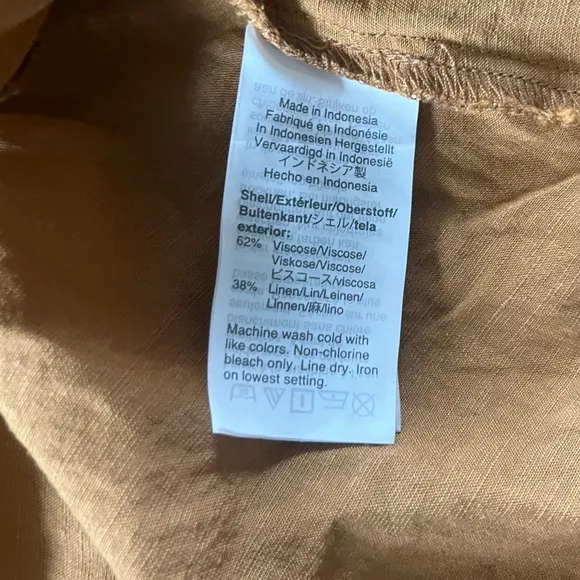 Made in Indonesia
Fabriqué en Indonésie
In Indonesien Hergestellt
Vervaardigd in Indonesië
インドネシア製
Hecho en Indonesia
Shell/Extérieur/Oberstoff/
Buitenkant/シェル/tela
exterior:
62% Viscose/Viscose/
Viskose/Viscose/
ビスコース/viscosa
38% Linen/Lin/Leinen/
Linnen/麻/lino
Machine wash cold with
like colors. Non-chlorine
bleach only. Line dry. Iron
on lowest setting.